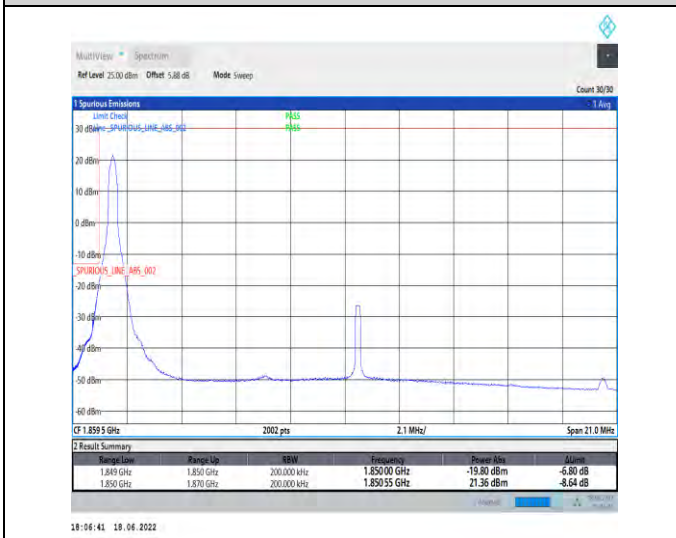 MultiView Spectrum
Ref Level 25.00 dBm Offset 5.88 dB Mode Sweep
Count 30/30
1 Spurious Emissions 1 Avg
Limit Check PASS
30 dBm Line _SPURIOUS_LINE_ABS_002 PASS
20 dBm
10 dBm
0 dBm
-10 dBm
_SPURIOUS_LINE_ABS_002
-20 dBm
-30 dBm
-40 dBm
-50 dBm
-60 dBm
CF 1.859 5 GHz 2002 pts 2.1 MHz/ Span 21.0 MHz
2 Result Summary
Range Low Range Up RBW Frequency Power Abs ΔLimit
1.849 GHz 1.850 GHz 200.000 kHz 1.85000 GHz -19.80 dBm -6.80 dB
1.850 GHz 1.870 GHz 200.000 kHz 1.85055 GHz 21.36 dBm -8.64 dB
18:06:41 18.06.2022